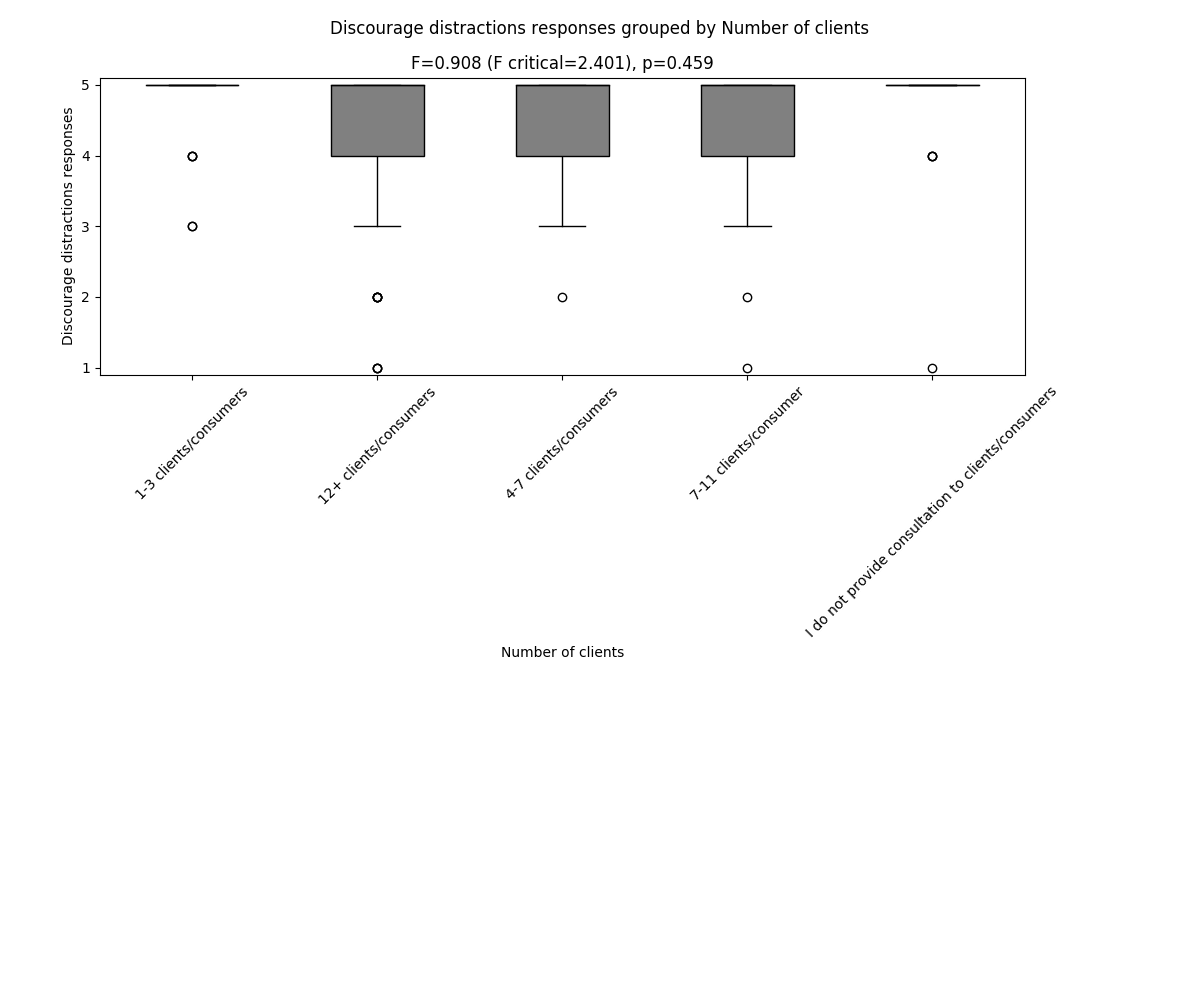 Discourage distractions responses grouped by Number of clients
F=0.908 (F critical=2.401), p=0.459
Discourage distractions responses
5
4
3
2
1
1-3 clients/consumers
12+ clients/consumers
4-7 clients/consumers
7-11 clients/consumer
I do not provide consultation to clients/consumers
Number of clients